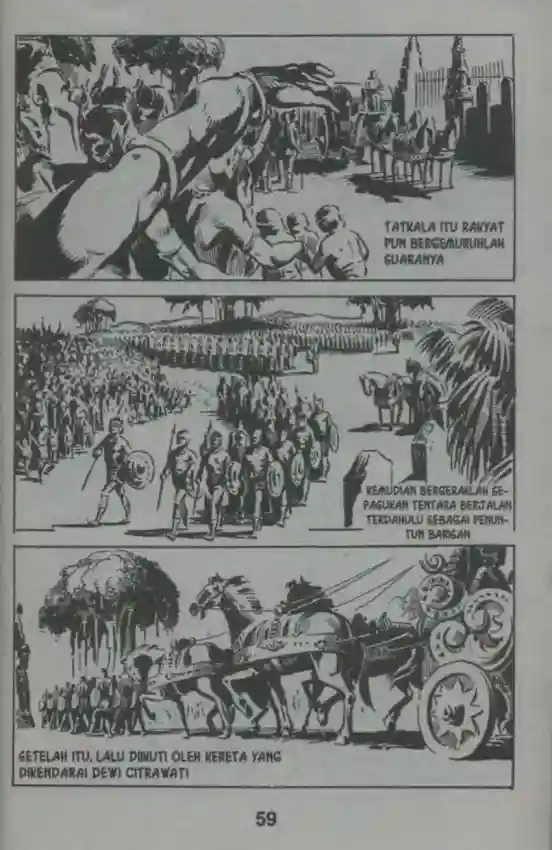 TATKALA ITU RAKYAT
PUN BERGEMURUHLAH
SUARANYA
KEMUDIAN BERGERAKLAH SE-
PASUKAN TENTARA BERJALAN
TERDAHULU SEBAGAI PENUN-
TUN BARISAN
SETELAH ITU, LALU DIIKUTI OLEH KERETA YANG
DIKENDARAI DEWI CITRAWATI
59